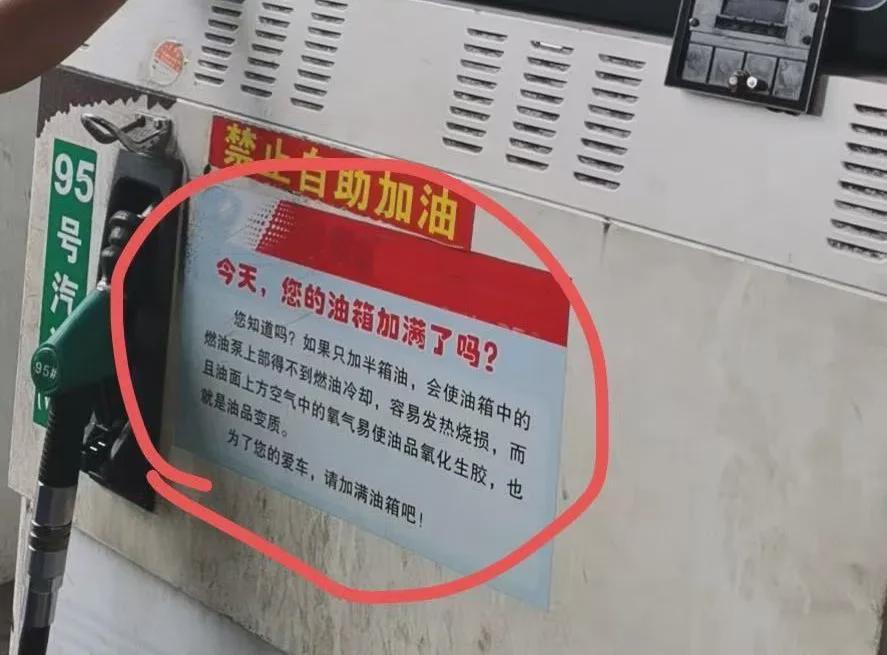 禁止自助加油
95号汽
95#
今天，您的油箱加满了吗？
您知道吗？如果只加半箱油，会使油箱中的
燃油泵上部得不到燃油冷却，容易发热烧损，而
且油面上方空气中的氧气易使油品氧化生胶，也
就是油品变质。
为了您的爱车，请加满油箱吧！